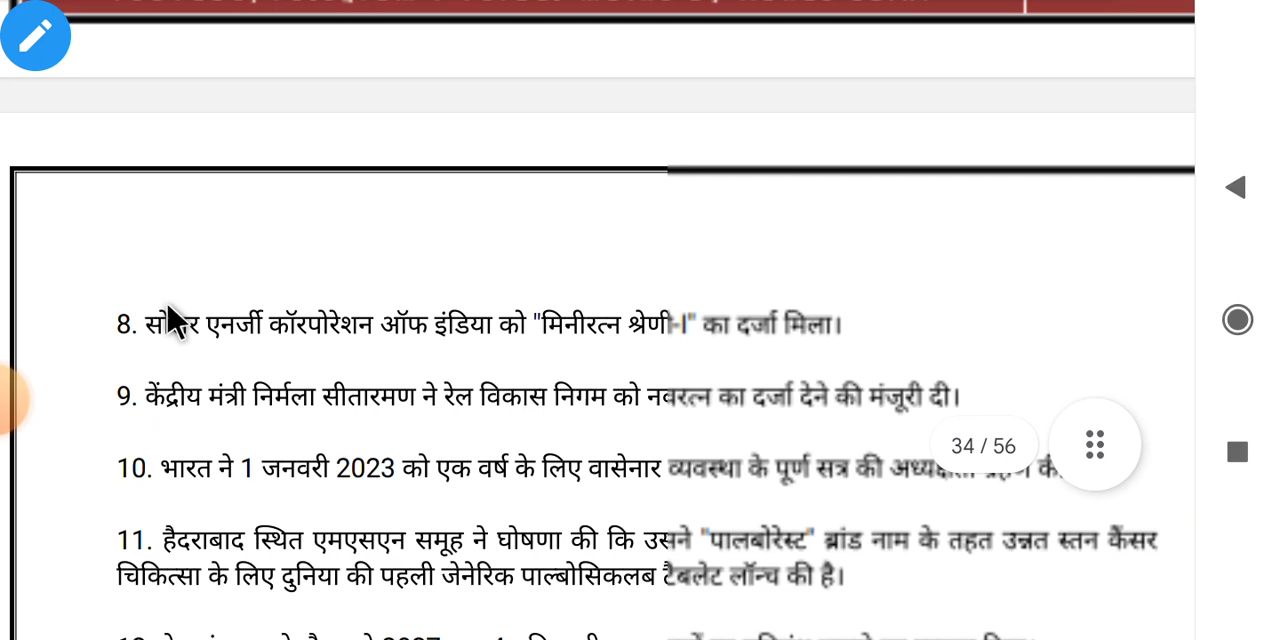 8. सोलर एनर्जी कॉरपोरेशन ऑफ इंडिया को "मिनीरत्न श्रेणी-I" का दर्जा मिला।
9. केंद्रीय मंत्री निर्मला सीतारमण ने रेल विकास निगम को नवरत्न का दर्जा देने की मंजूरी दी।
34 / 56
10. भारत ने 1 जनवरी 2023 को एक वर्ष के लिए वासेनार व्यवस्था के पूर्ण सत्र की
11. हैदराबाद स्थित एमएसएन समूह ने घोषणा की कि उसने "पालबोरेस्ट" ब्रांड नाम के तहत उन्नत स्तन कैंसर
चिकित्सा के लिए दुनिया की पहली जेनेरिक पाल्बोसिकलब टैबलेट लॉन्च की है।